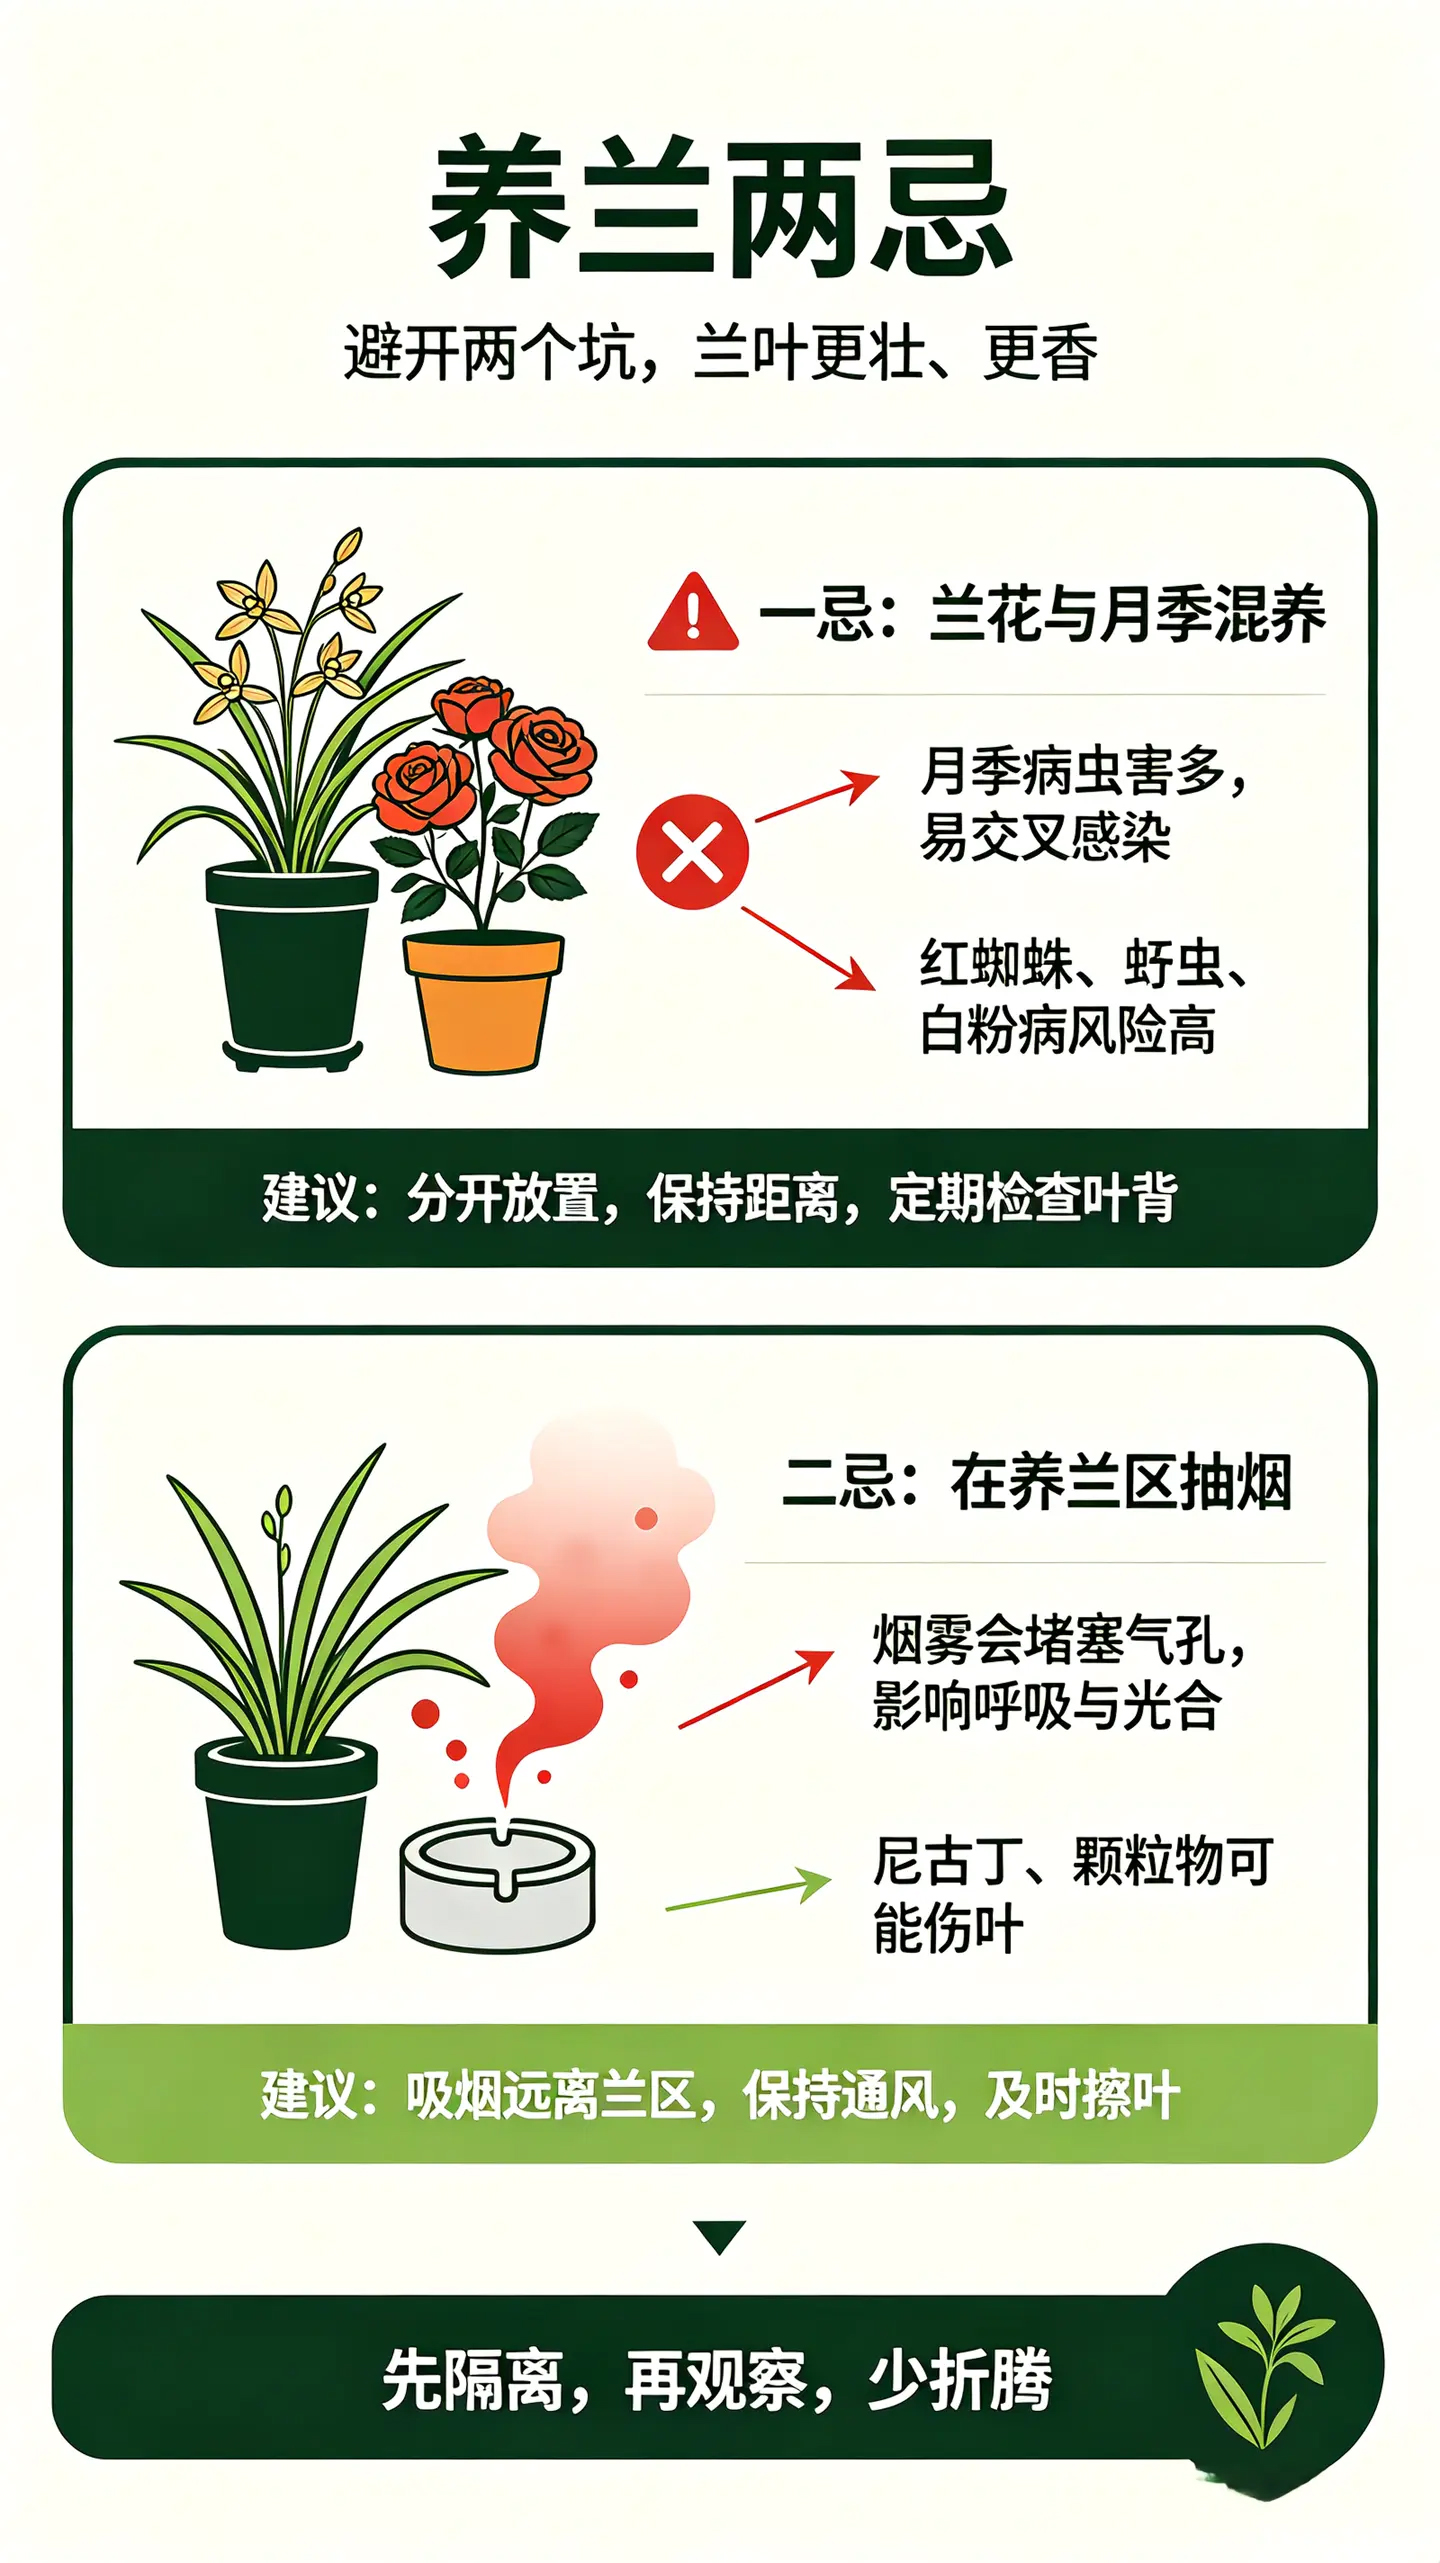 养兰两忌
避开两个坑，兰叶更壮、更香
一忌：兰花与月季混养
月季病虫害多，
易交叉感染
红蜘蛛、蚜虫、
白粉病风险高
建议：分开放置，保持距离，定期检查叶背
二忌：在养兰区抽烟
烟雾会堵塞气孔，
影响呼吸与光合
尼古丁、颗粒物可
能伤叶
建议：吸烟远离兰区，保持通风，及时擦叶
先隔离，再观察，少折腾